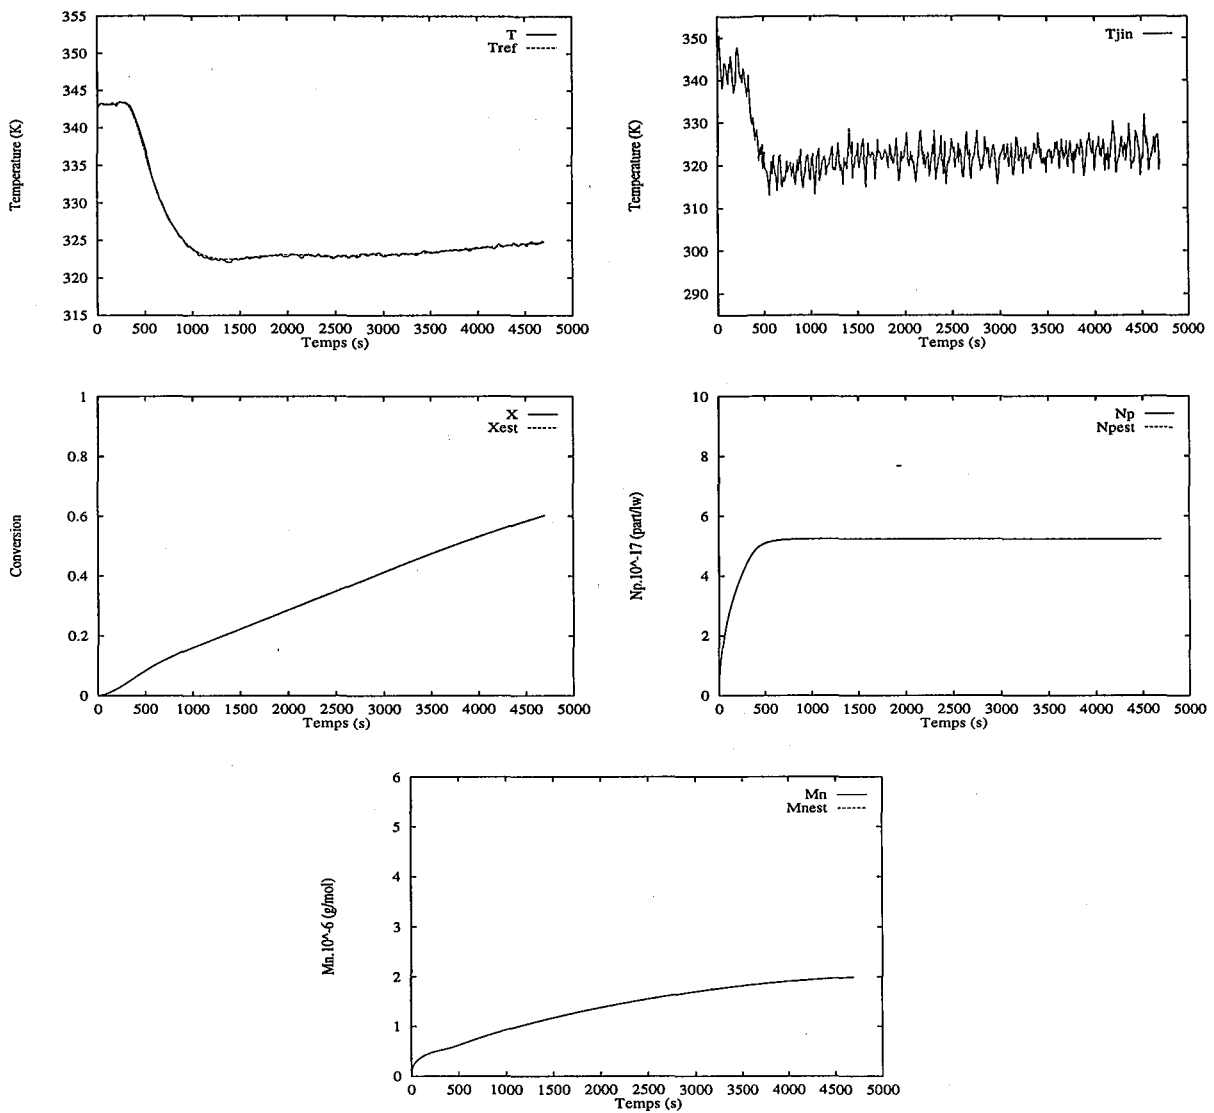 355
350
345
340
335
330
325
320
315
0 500 1000 1500 2000 2500 3000 3500 4000 4500 5000
Temperature (K)
Temps (s)
T
Tref
350
340
330
320
310
300
290
0 500 1000 1500 2000 2500 3000 3500 4000 4500 5000
Temperature (K)
Temps (s)
Tjin
1
0.8
0.6
0.4
0.2
0
0 500 1000 1500 2000 2500 3000 3500 4000 4500 5000
Conversion
Temps (s)
X
Xest
10
8
6
4
2
0
0 500 1000 1500 2000 2500 3000 3500 4000 4500 5000
Np.10^-17 (part/lw)
Temps (s)
Np
Npest
6
5
4
3
2
1
0
0 500 1000 1500 2000 2500 3000 3500 4000 4500 5000
Mn.10^-6 (g/mol)
Temps (s)
Mn
Mnest